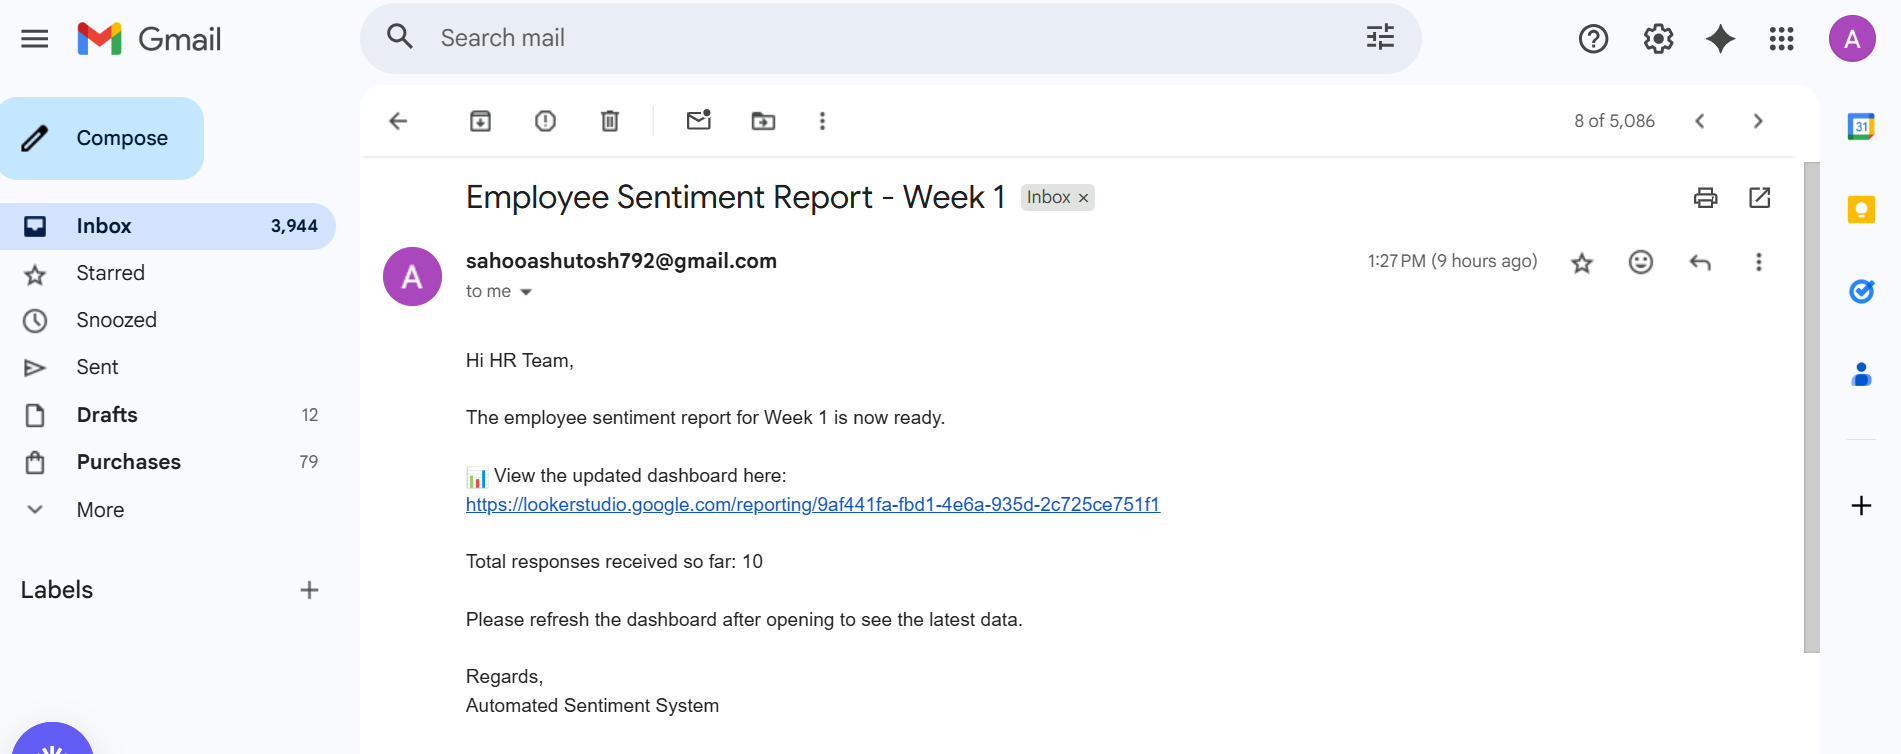 Gmail
Search mail
A
Compose
8 of 5,086
31
Inbox 3,944
Starred
Snoozed
Sent
Drafts 12
Purchases 79
More
Labels
Employee Sentiment Report - Week 1 Inbox ×
A
sahooashutosh792@gmail.com 1:27 PM (9 hours ago)
to me
Hi HR Team,
The employee sentiment report for Week 1 is now ready.
📊 View the updated dashboard here:
https://lookerstudio.google.com/reporting/9af441fa-fbd1-4e6a-935d-2c725ce751f1
Total responses received so far: 10
Please refresh the dashboard after opening to see the latest data.
Regards,
Automated Sentiment System